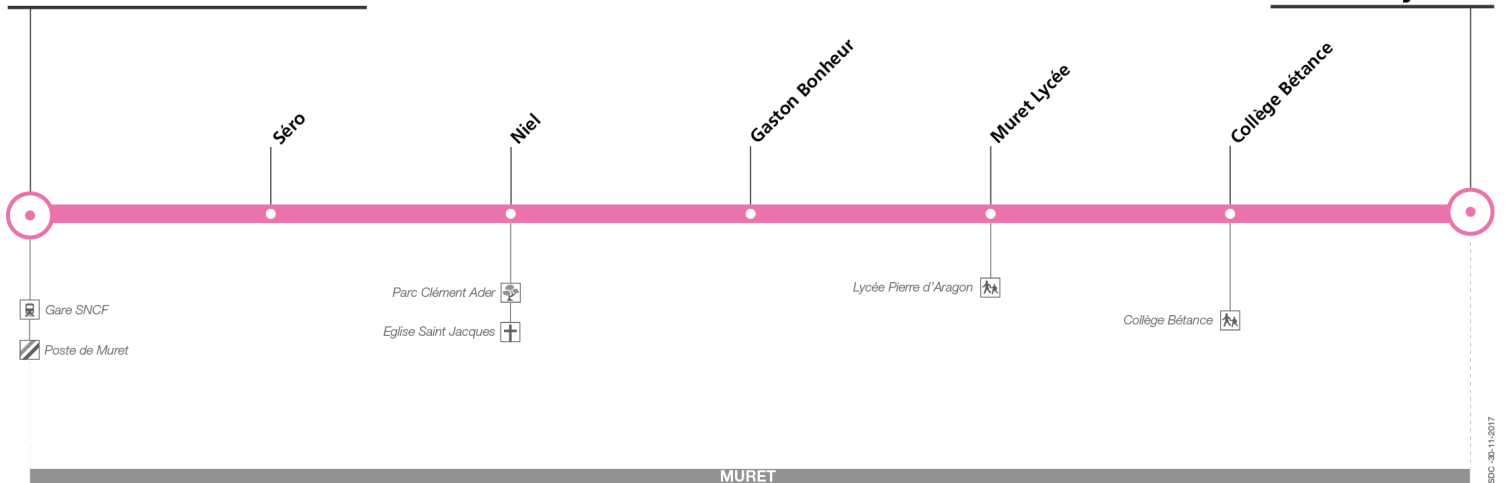 Séro
Niel
Gaston Bonheur
Muret Lycée
Collège Bétance
Gare SNCF
Poste de Muret
Parc Clément Ader
Eglise Saint Jacques
Lycée Pierre d'Aragon
Collège Bétance
MURET
SDC -30-11-2017